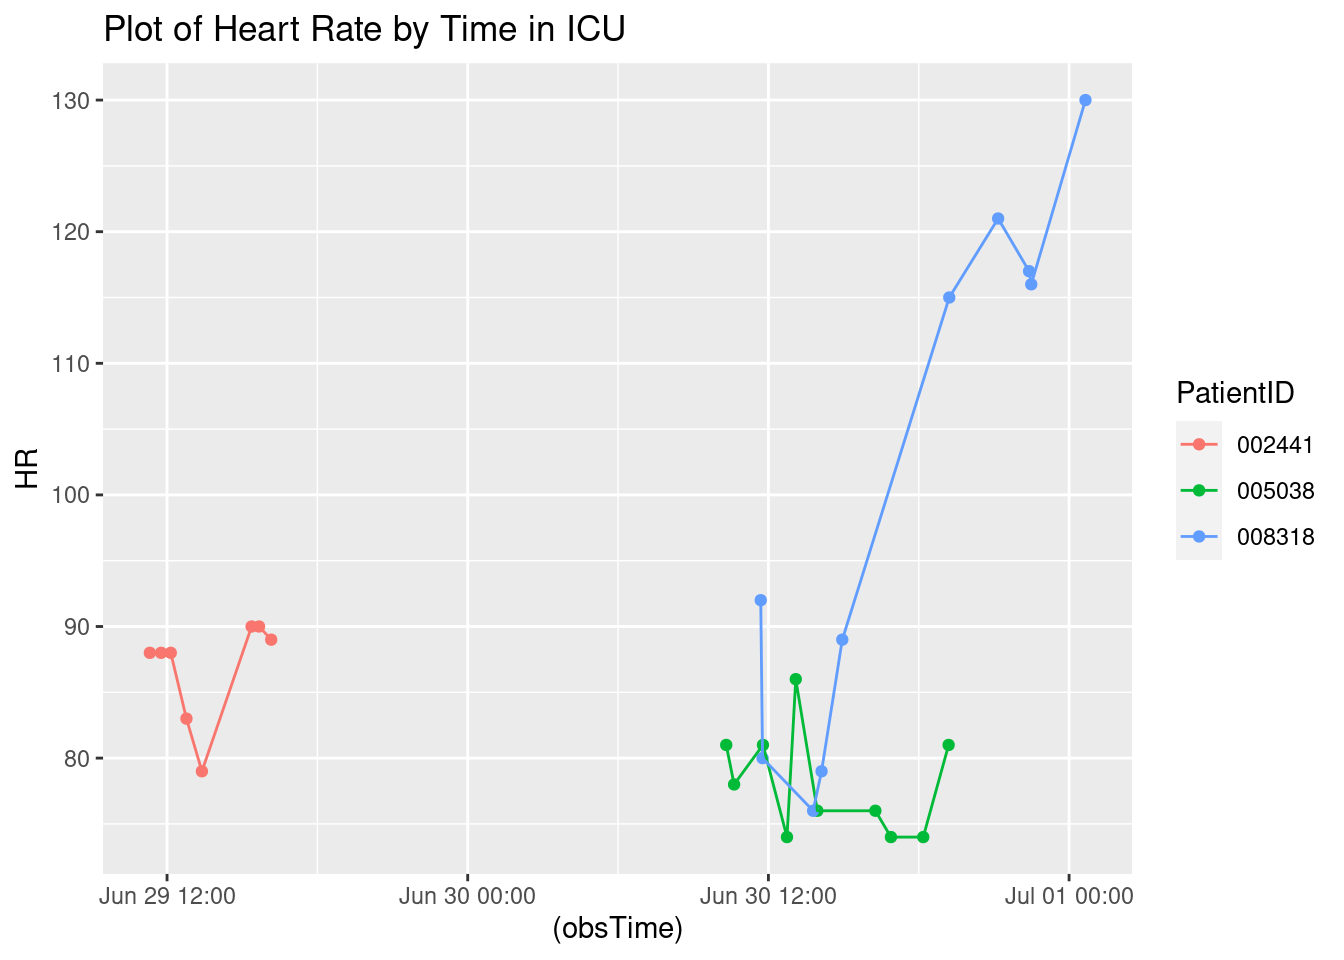 Plot of Heart Rate by Time in ICU
130
120
110
100
90
80
HR
Jun 29 12:00
Jun 30 00:00
Jun 30 12:00
Jul 01 00:00
(obsTime)
PatientID
002441
005038
008318